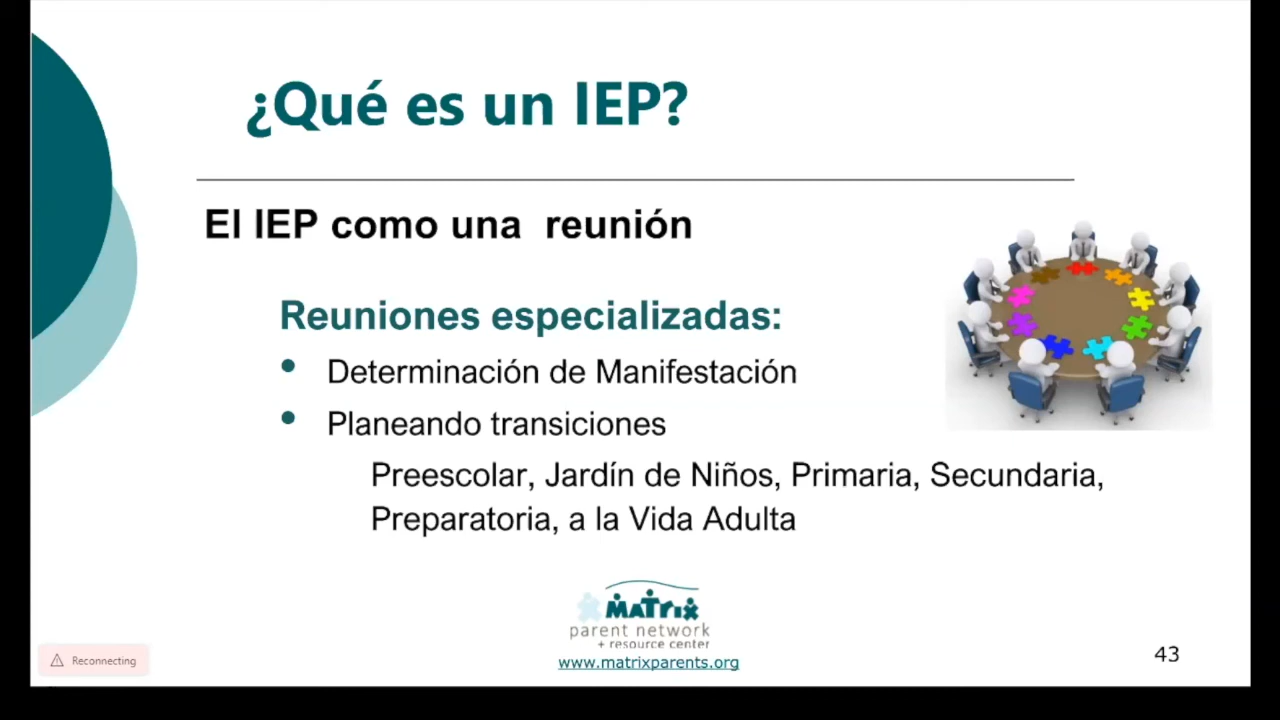 ¿Qué es un IEP?
El IEP como una reunión
Reuniones especializadas:
• Determinación de Manifestación
• Planeando transiciones
Preescolar, Jardín de Niños, Primaria, Secundaria,
Preparatoria, a la Vida Adulta
MATRIX
parent network
+ resource center
www.matrixparents.org
Reconnecting
43